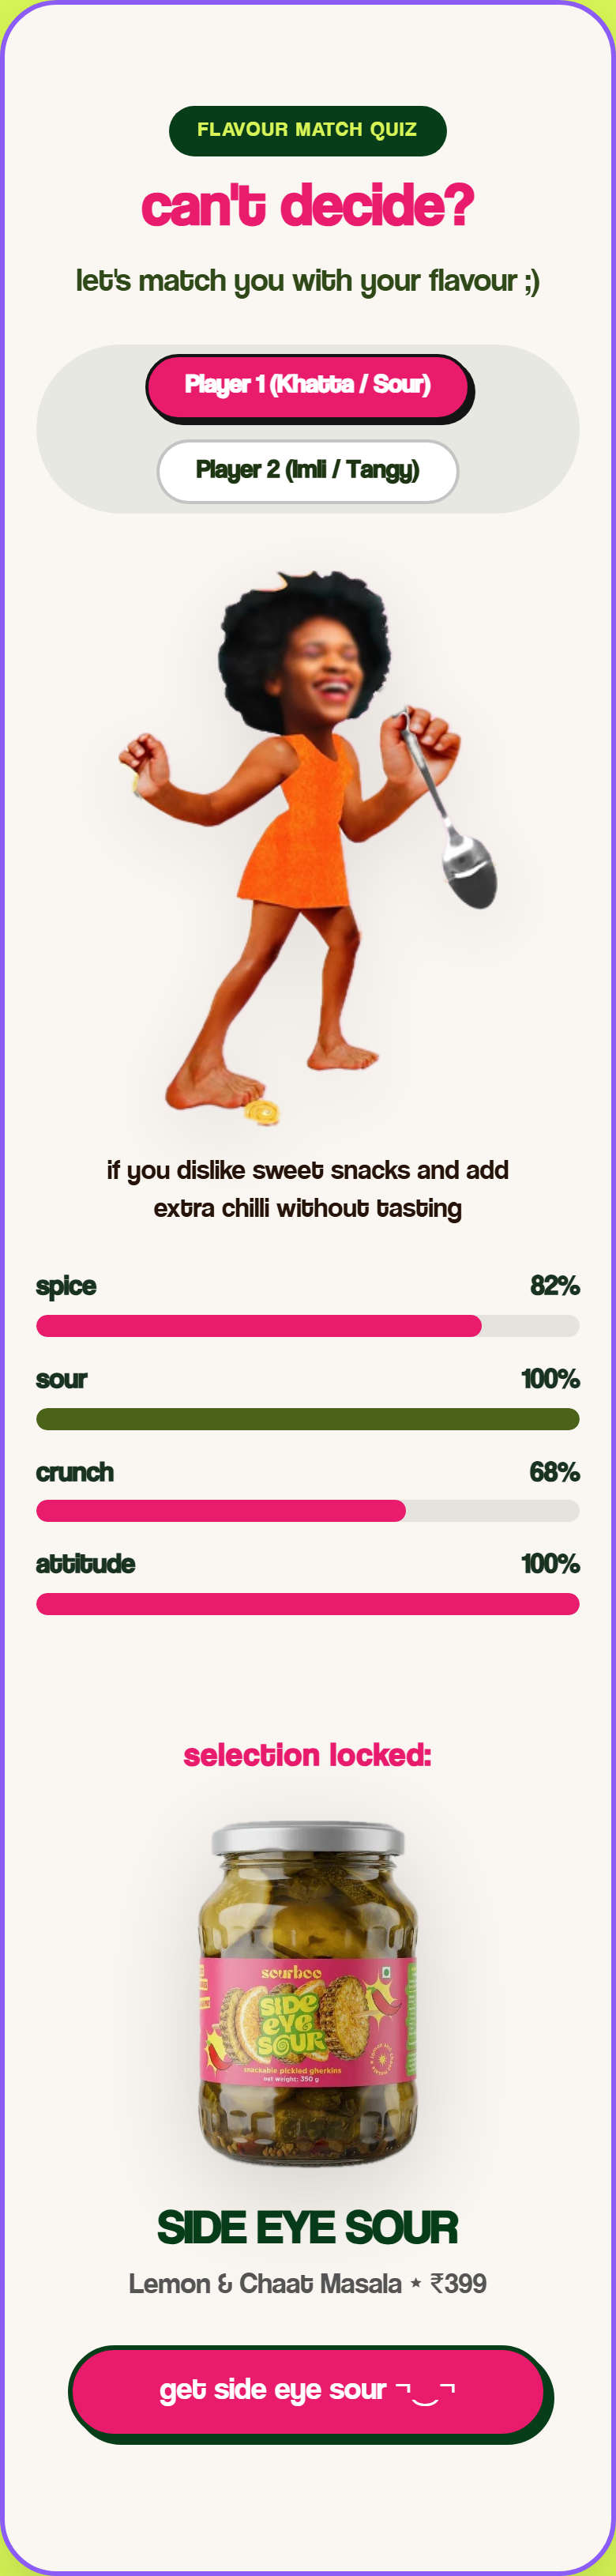 FLAVOUR MATCH QUIZ
can't decide?
let's match you with your flavour ;)
Player 1 (Khatta / Sour)
Player 2 (Imli / Tangy)
if you dislike sweet snacks and add
extra chilli without tasting
spice 82%
sour 100%
crunch 68%
attitude 100%
selection locked:
sourboo
SIDE
EYE
SOUR
snackable pickled gherkins
net weight: 350 g
SIDE EYE SOUR
Lemon & Chaat Masala ⋆ ₹399
get side eye sour ¬‿¬